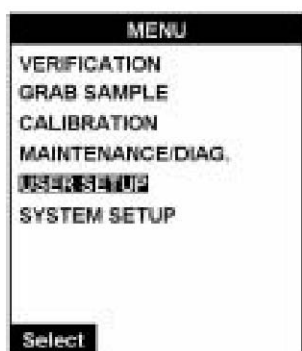 MENU
VERIFICATION
GRAB SAMPLE
CALIBRATION
MAINTENANCE/DIAG.
USER SETUP
SYSTEM SETUP
Select